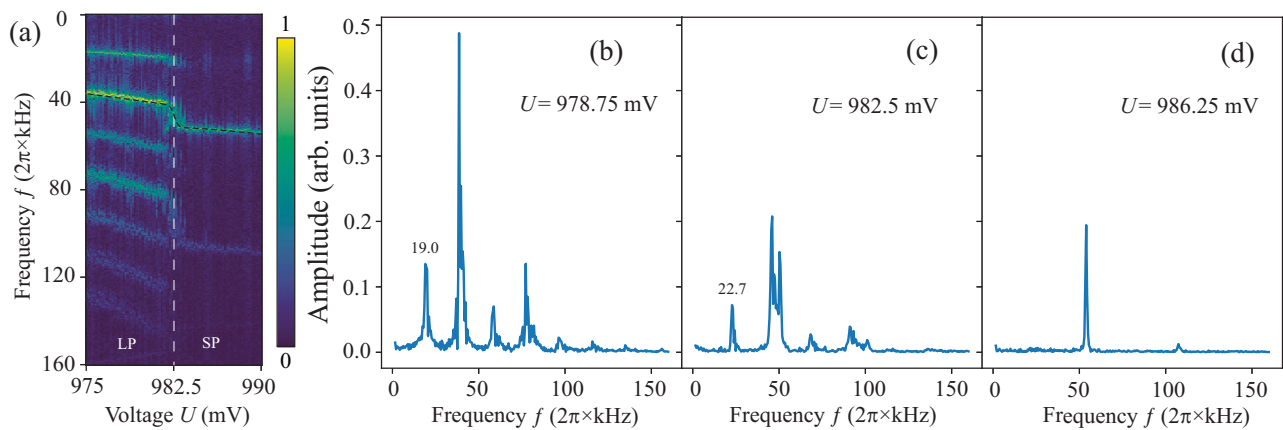 (a)
0
40
80
120
160
Frequency f (2π×kHz)
LP
SP
975
982.5
990
Voltage U (mV)
1
0
Amplitude (arb. units)
0.5
0.4
0.3
0.2
0.1
0.0
(b)
U= 978.75 mV
19.0
0
50
100
150
Frequency f (2π×kHz)
(c)
U= 982.5 mV
22.7
0
50
100
150
Frequency f (2π×kHz)
(d)
U= 986.25 mV
0
50
100
150
Frequency f (2π×kHz)